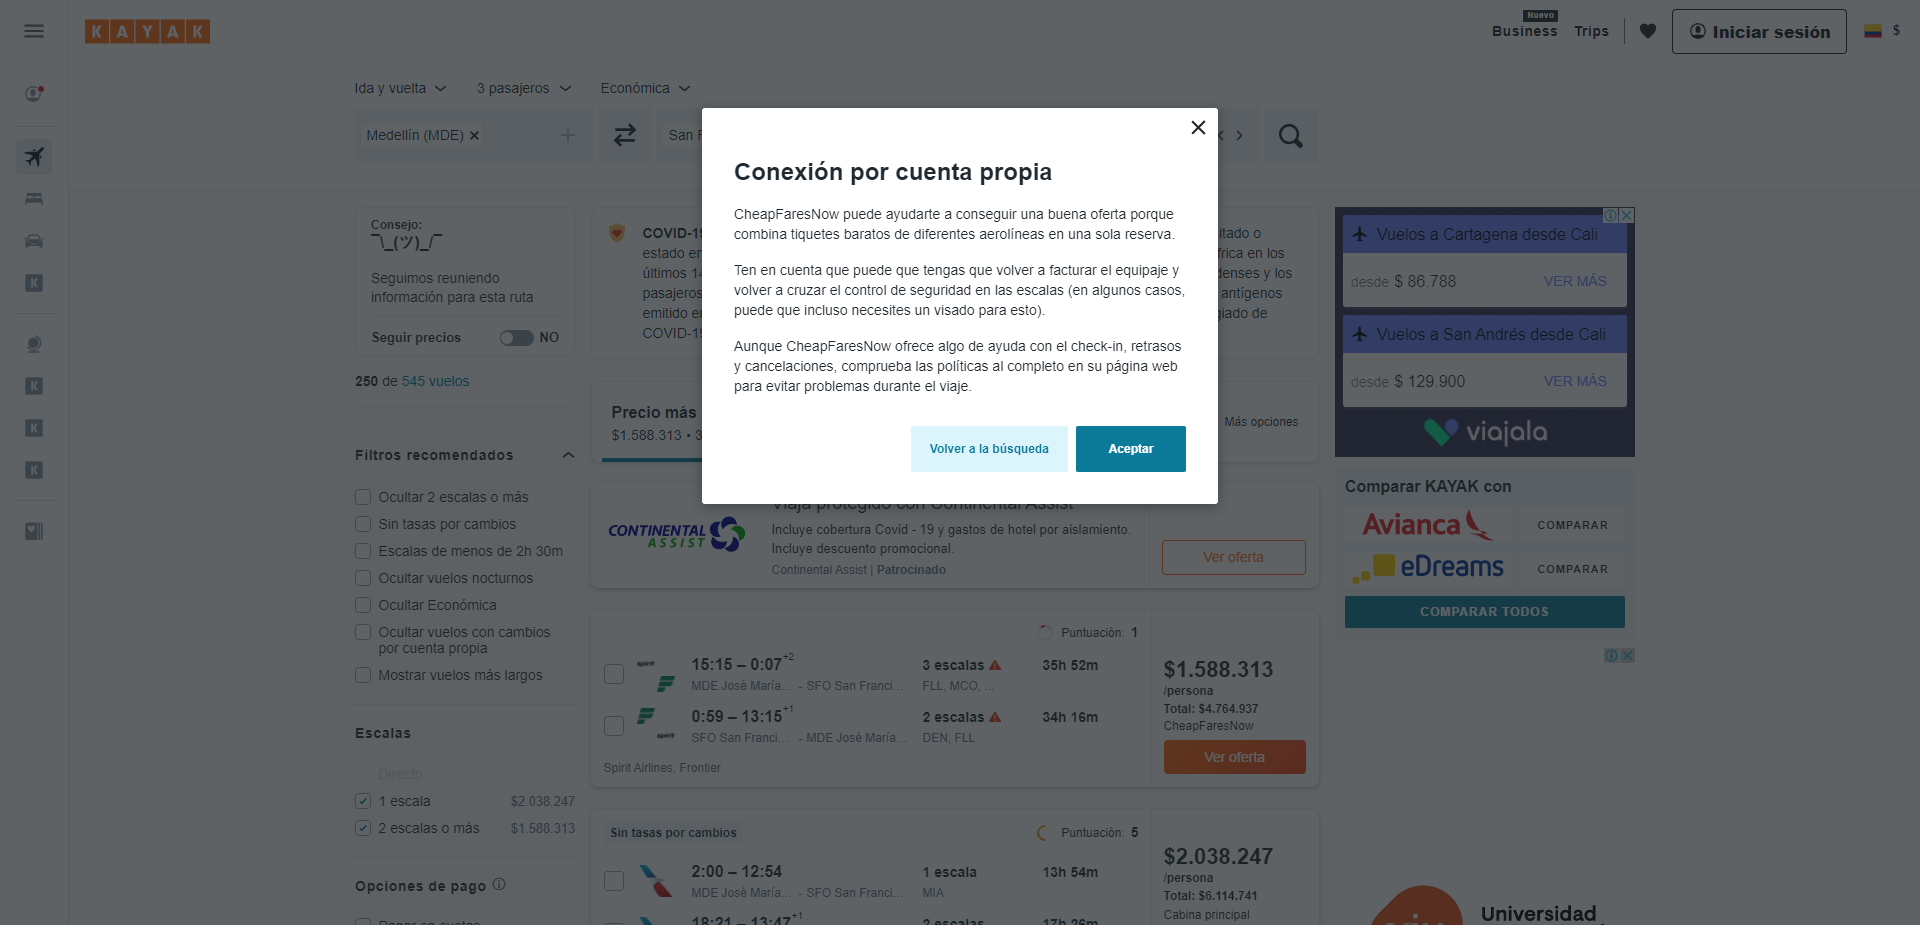 KAYAK
Nuevo
Business
Trips
Iniciar sesión
$
Ida y vuelta
3 pasajeros
Económica
Medellín (MDE)
San
Conexión por cuenta propia
CheapFaresNow puede ayudarte a conseguir una buena oferta porque
combina tiquetes baratos de diferentes aerolíneas en una sola reserva.
Ten en cuenta que puede que tengas que volver a facturar el equipaje y
volver a cruzar el control de seguridad en las escalas (en algunos casos,
puede que incluso necesites un visado para esto).
Aunque CheapFaresNow ofrece algo de ayuda con el check-in, retrasos
y cancelaciones, comprueba las políticas al completo en su página web
para evitar problemas durante el viaje.
Volver a la búsqueda
Aceptar
Consejo:
¯\_(ツ)_/¯
Seguimos reuniendo
información para esta ruta
Seguir precios
NO
250 de 545 vuelos
Filtros recomendados
Ocultar 2 escalas o más
Sin tasas por cambios
Escalas de menos de 2h 30m
Ocultar vuelos nocturnos
Ocultar Económica
Ocultar vuelos con cambios
por cuenta propia
Mostrar vuelos más largos
Escalas
Directo
1 escala $2.038.247
2 escalas o más $1.588.313
Opciones de pago
COVID-19
estado
últimos
pasajeros
emitido
COVID-19
itado o
frica en los
denses y los
antígenos
giado de
Precio más
$1.588.313 • 3
Más opciones
CONTINENTAL
ASSIST
Viaja protegido con Continental Assist
Incluye cobertura Covid - 19 y gastos de hotel por aislamiento.
Incluye descuento promocional.
Continental Assist | Patrocinado
Ver oferta
Puntuación: 1
spirit
15:15 – 0:07+2
MDE José María... - SFO San Franci...
3 escalas
FLL, MCO, ...
35h 52m
0:59 – 13:15+1
SFO San Franci... - MDE José María...
2 escalas
DEN, FLL
34h 16m
spirit
Spirit Airlines, Frontier
$1.588.313
/persona
Total: $4.764.937
CheapFaresNow
Ver oferta
Sin tasas por cambios
Puntuación: 5
2:00 – 12:54
MDE José María... - SFO San Franci...
1 escala
MIA
13h 54m
18:21 – 13:47+1
2 escalas
17h 26m
$2.038.247
/persona
Total: $6.114.741
Cabina principal
Vuelos a Cartagena desde Cali
desde $ 86.788
VER MÁS
Vuelos a San Andrés desde Cali
desde $ 129.900
VER MÁS
viajala
Comparar KAYAK con
Avianca
COMPARAR
eDreams
COMPARAR
COMPARAR TODOS
Universidad